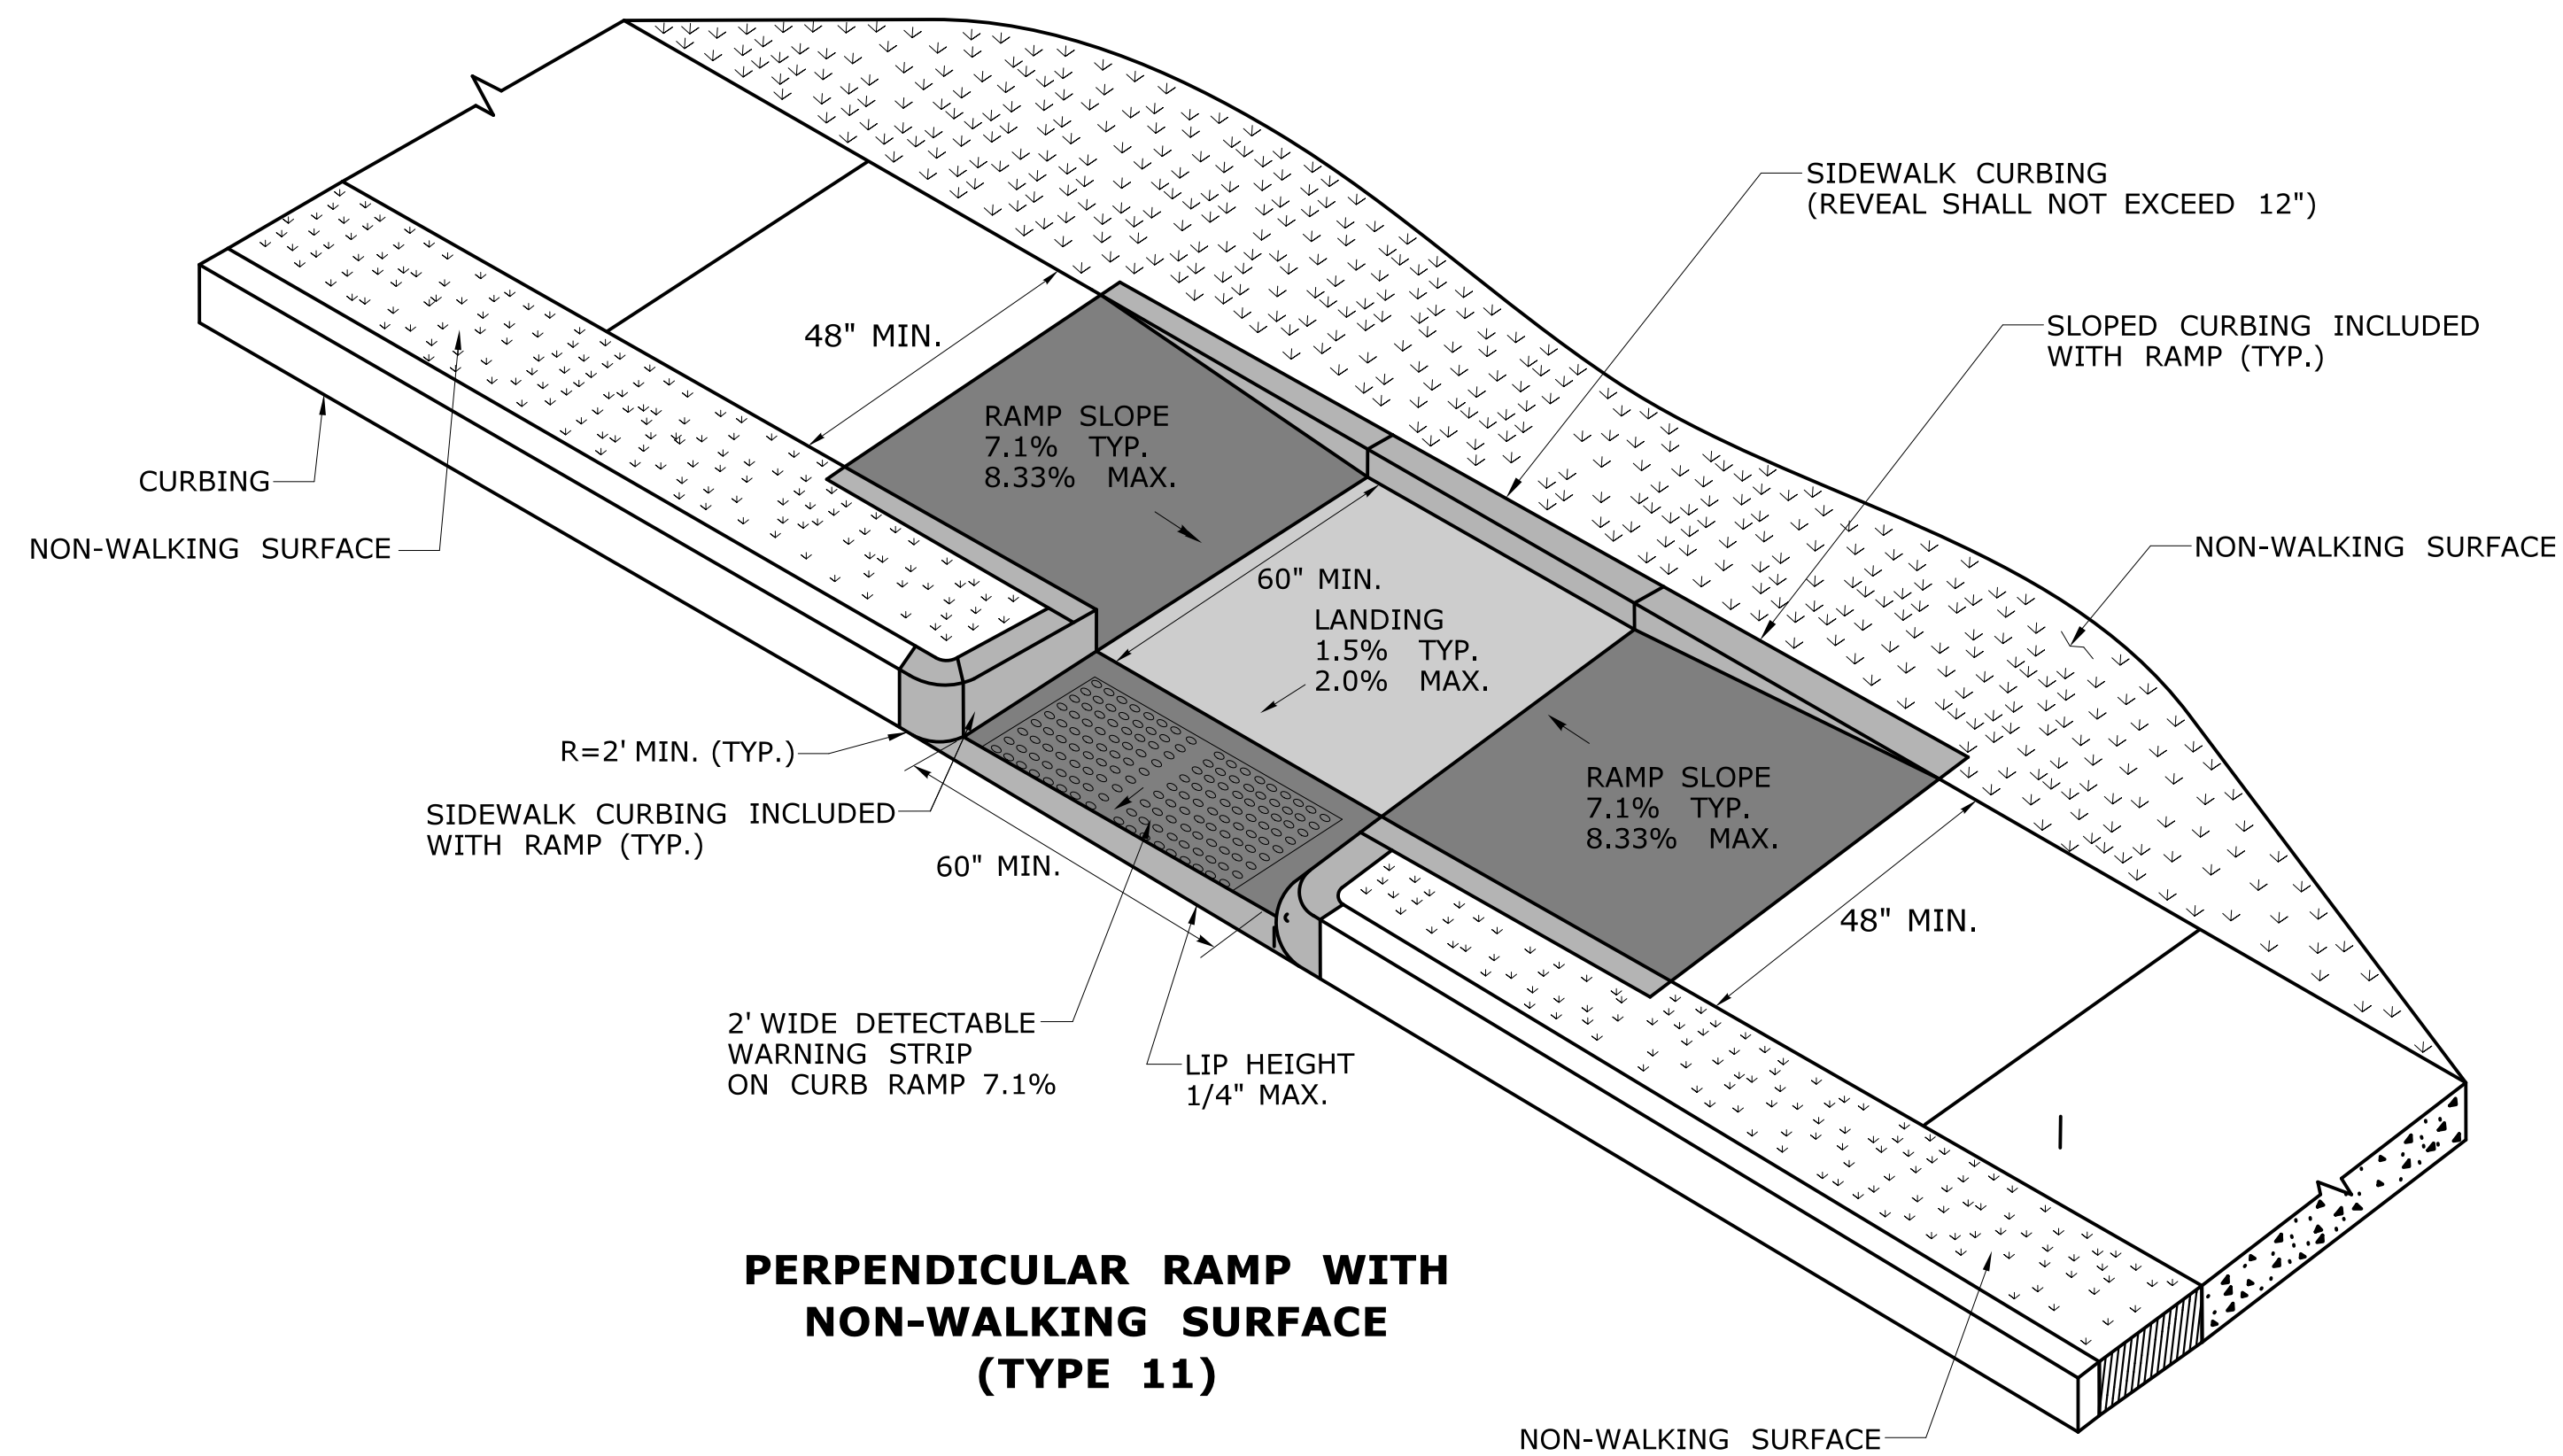 SIDEWALK CURBING
(REVEAL SHALL NOT EXCEED 12")
SLOPED CURBING INCLUDED
WITH RAMP (TYP.)
48" MIN.
RAMP SLOPE
7.1% TYP.
8.33% MAX.
CURBING
NON-WALKING SURFACE
NON-WALKING SURFACE
60" MIN.
LANDING
1.5% TYP.
2.0% MAX.
R=2' MIN. (TYP.)
SIDEWALK CURBING INCLUDED
WITH RAMP (TYP.)
60" MIN.
RAMP SLOPE
7.1% TYP.
8.33% MAX.
48" MIN.
2' WIDE DETECTABLE
WARNING STRIP
ON CURB RAMP 7.1%
LIP HEIGHT
1/4" MAX.
PERPENDICULAR RAMP WITH
NON-WALKING SURFACE
(TYPE 11)
NON-WALKING SURFACE